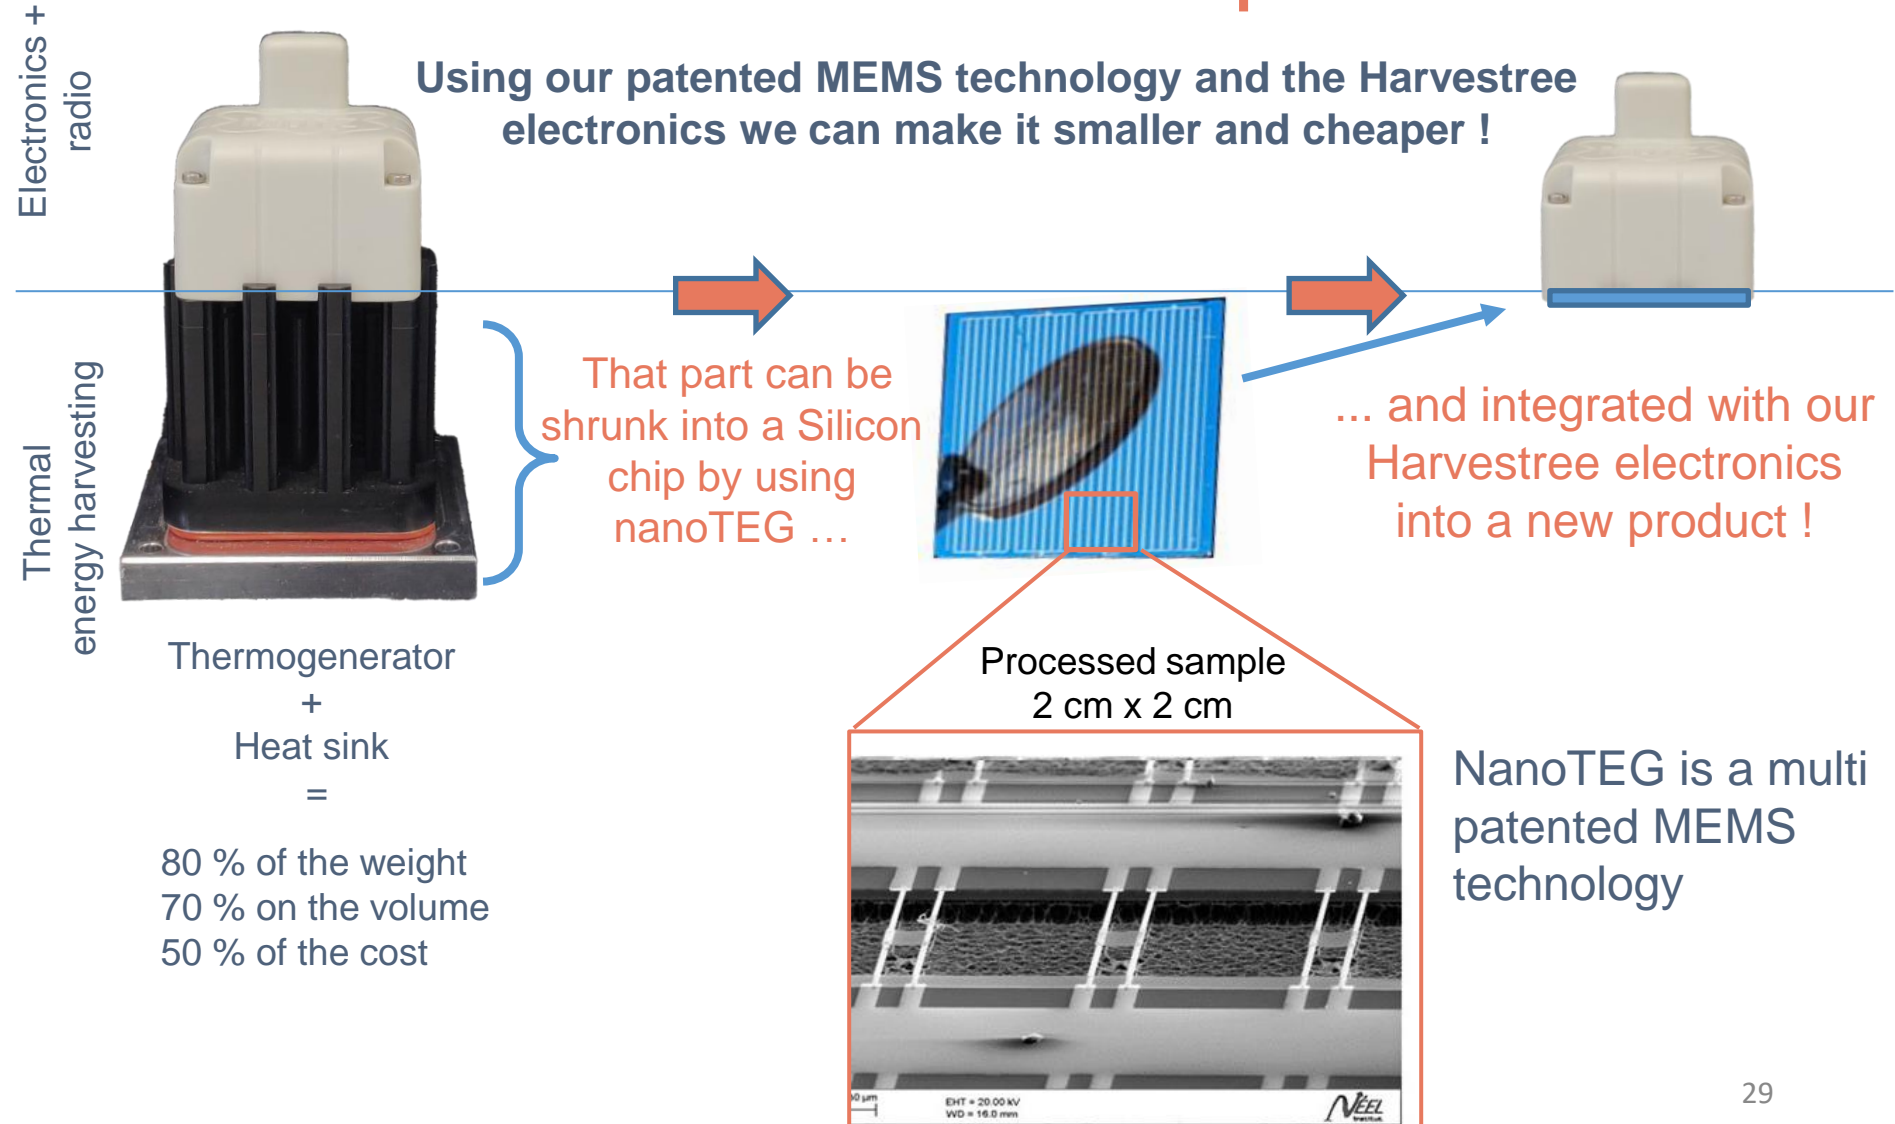 Electronics +
radio
Using our patented MEMS technology and the Harvestree
electronics we can make it smaller and cheaper !
Thermal
energy harvesting
That part can be
shrunk into a Silicon
chip by using
nanoTEG …
... and integrated with our
Harvestree electronics
into a new product !
Thermogenerator
+
Heat sink
=
80 % of the weight
70 % on the volume
50 % of the cost
Processed sample
2 cm x 2 cm
NanoTEG is a multi
patented MEMS
technology
EHT = 20.00 kV
WD = 16.0 mm
NÉEL
Institut
29